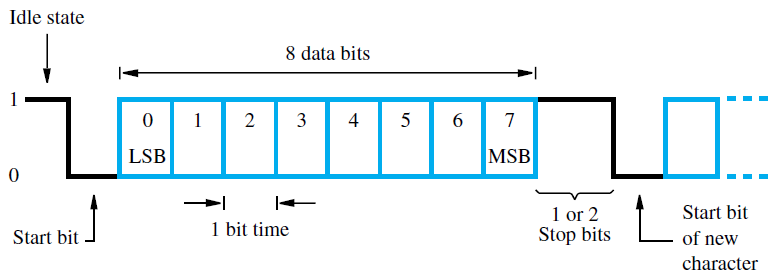 Idle state
8 data bits
1
0 1 2 3 4 5 6 7
LSB MSB
0
Start bit
1 bit time
1 or 2
Stop bits
Start bit
of new
character